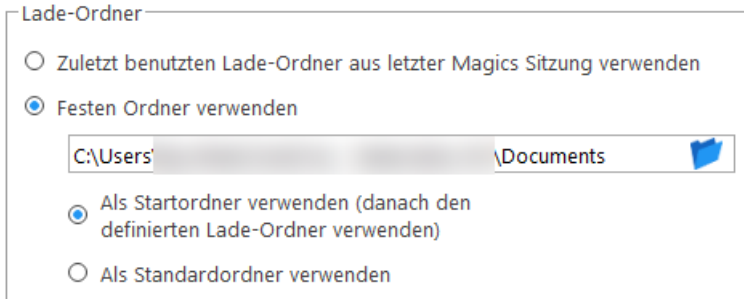 Lade-Ordner
Zuletzt benutzten Lade-Ordner aus letzter Magics Sitzung verwenden
Festen Ordner verwenden
C:\Users\ \Documents
Als Startordner verwenden (danach den
definierten Lade-Ordner verwenden)
Als Standardordner verwenden